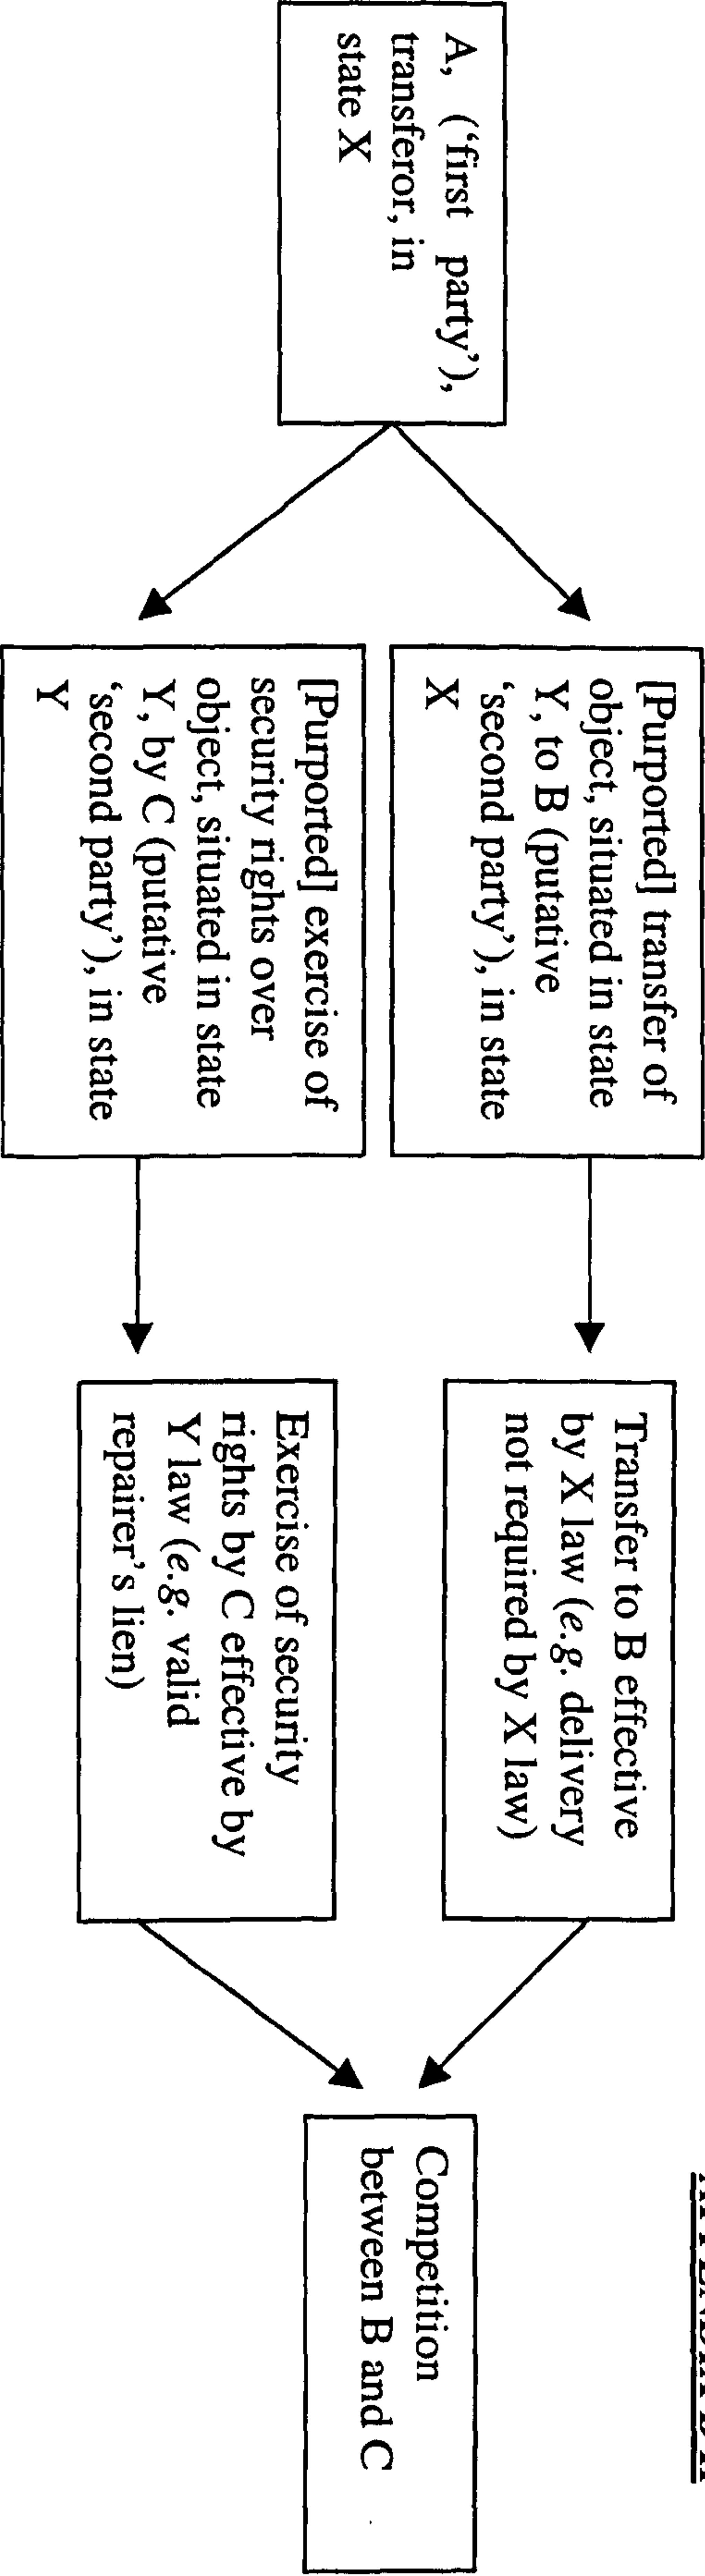 APPENDIX
A, (‘first party’),
transferor, in
state X
[Purported] transfer of
object, situated in state
Y, to B (putative
‘second party’), in state
X
Transfer to B effective
by X law (e.g. delivery
not required by X law)
[Purported] exercise of
security rights over
object, situated in state
Y, by C (putative
‘second party’), in state
Y
Exercise of security
rights by C effective by
Y law (e.g. valid
repairer’s lien)
Competition
between B and C